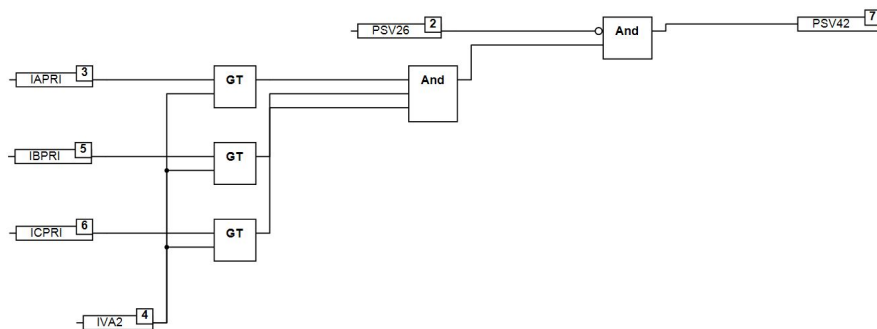 PSV26 2
And
PSV42 7
IAPRI 3
GT
And
IBPRI 5
GT
ICPRI 6
GT
IVA2 4